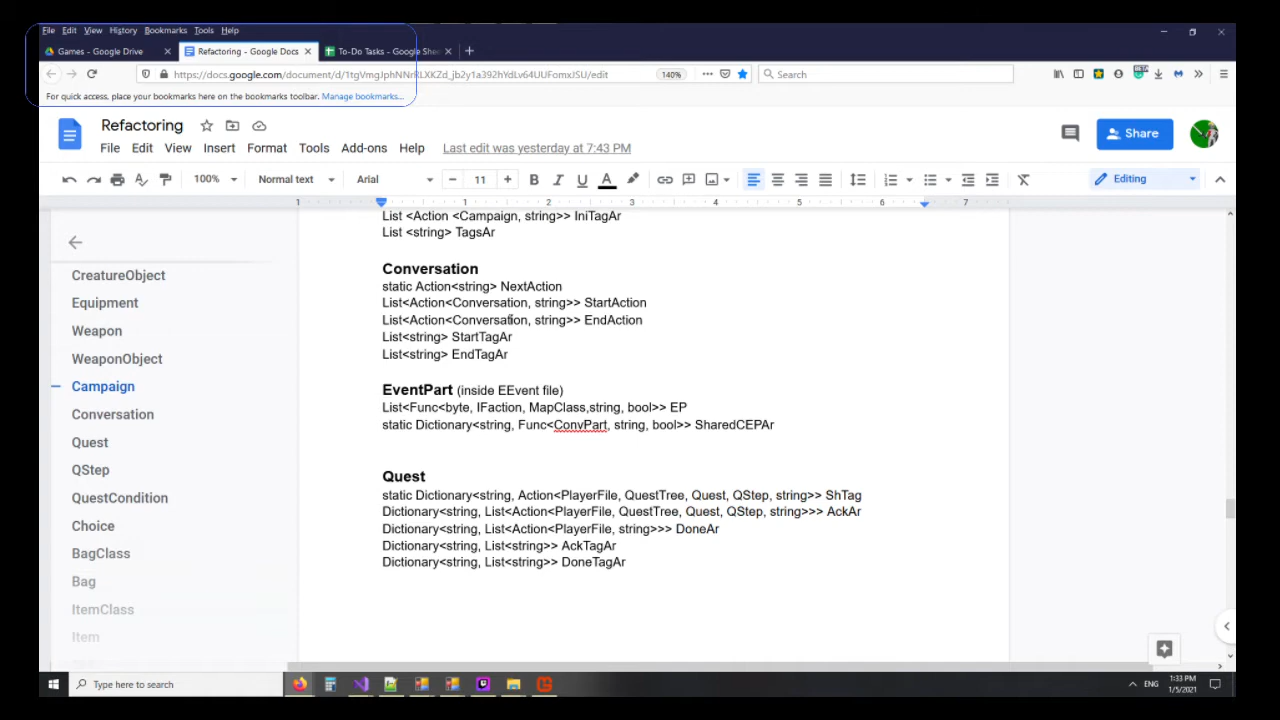 File Edit View History Bookmarks Tools Help
Games - Google Drive
Refactoring - Google Docs
To-Do Tasks - Google She
140%
Search
For quick access, place your bookmarks here on the bookmarks toolbar. Manage bookmarks...
Refactoring
File Edit View Insert Format Tools Add-ons Help Last edit was yesterday at 7:43 PM
Share
100% Normal text Arial 11 B I U A Editing
1 1 2 3 4 5 6 7
CreatureObject
Equipment
Weapon
WeaponObject
Campaign
Conversation
Quest
QStep
QuestCondition
Choice
BagClass
Bag
ItemClass
Item
List <Action <Campaign, string>> IniTagAr
List <string> TagsAr
Conversation
static Action<string> NextAction
List<Action<Conversation, string>> StartAction
List<Action<Conversation, string>> EndAction
List<string> StartTagAr
List<string> EndTagAr
EventPart (inside EEvent file)
List<Func<byte, IFaction, MapClass,string, bool>> EP
static Dictionary<string, Func<ConvPart, string, bool>> SharedCEPAr
Quest
static Dictionary<string, Action<PlayerFile, QuestTree, Quest, QStep, string>> ShTag
Dictionary<string, List<Action<PlayerFile, QuestTree, Quest, QStep, string>>> AckAr
Dictionary<string, List<Action<PlayerFile, string>>> DoneAr
Dictionary<string, List<string>> AckTagAr
Dictionary<string, List<string>> DoneTagAr
Type here to search
ENG
1:33 PM
1/5/2021